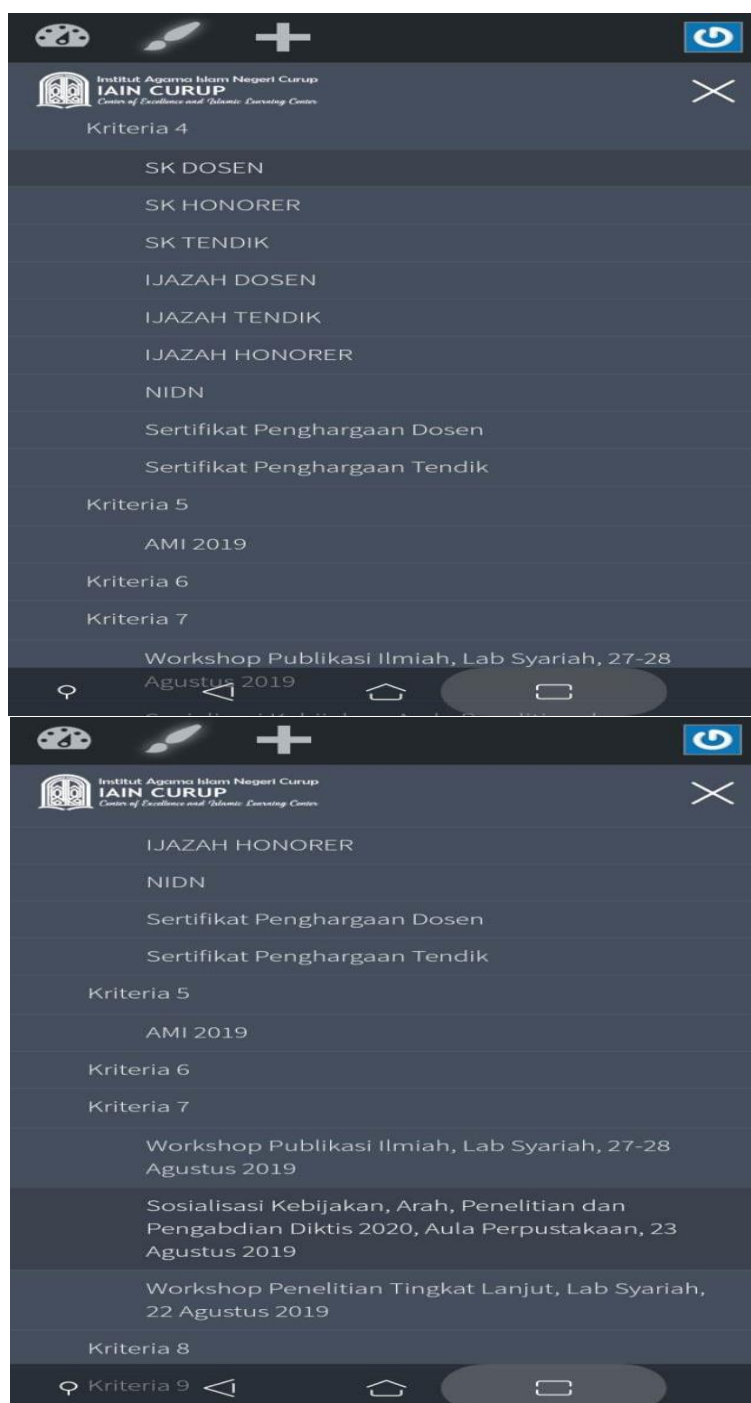 Institut Agama Islam Negeri Curup
IAIN CURUP
Center of Excellence and Islamic Learning Center
Kriteria 4
SK DOSEN
SK HONORER
SK TENDIK
IJAZAH DOSEN
IJAZAH TENDIK
IJAZAH HONORER
NIDN
Sertifikat Penghargaan Dosen
Sertifikat Penghargaan Tendik
Kriteria 5
AMI 2019
Kriteria 6
Kriteria 7
Workshop Publikasi Ilmiah, Lab Syariah, 27-28
Agustus 2019
Institut Agama Islam Negeri Curup
IAIN CURUP
Center of Excellence and Islamic Learning Center
IJAZAH HONORER
NIDN
Sertifikat Penghargaan Dosen
Sertifikat Penghargaan Tendik
Kriteria 5
AMI 2019
Kriteria 6
Kriteria 7
Workshop Publikasi Ilmiah, Lab Syariah, 27-28
Agustus 2019
Sosialisasi Kebijakan, Arah, Penelitian dan
Pengabdian Diktis 2020, Aula Perpustakaan, 23
Agustus 2019
Workshop Penelitian Tingkat Lanjut, Lab Syariah,
22 Agustus 2019
Kriteria 8
Kriteria 9